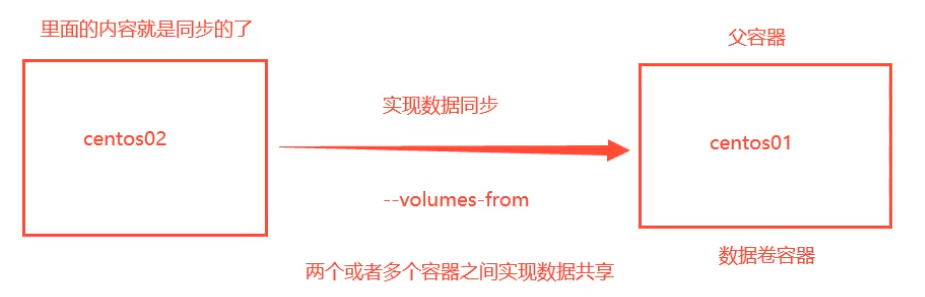 里面的内容就是同步的了
父容器
实现数据同步
centos02
centos01
--volumes-from
数据卷容器
两个或者多个容器之间实现数据共享